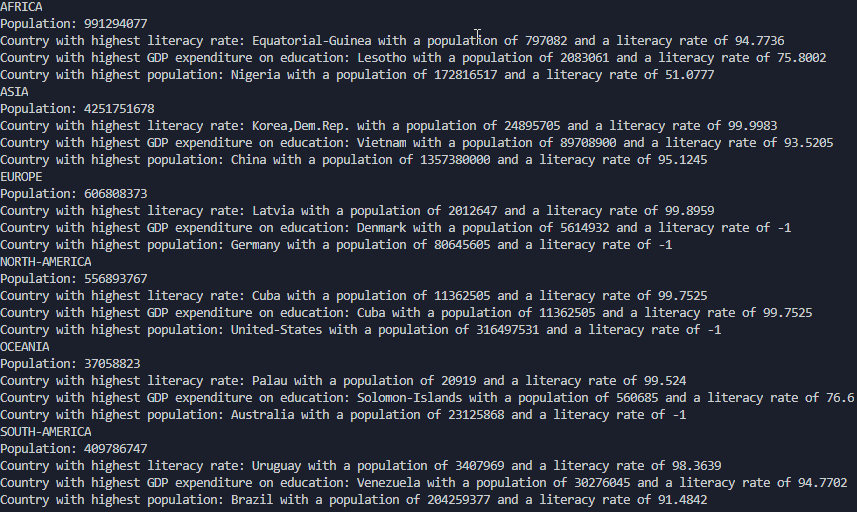 AFRICA
Population: 991294077
Country with highest literacy rate: Equatorial-Guinea with a population of 797082 and a literacy rate of 94.7736
Country with highest GDP expenditure on education: Lesotho with a population of 2083061 and a literacy rate of 75.8002
Country with highest population: Nigeria with a population of 172816517 and a literacy rate of 51.0777
ASIA
Population: 4251751678
Country with highest literacy rate: Korea,Dem.Rep. with a population of 24895705 and a literacy rate of 99.9983
Country with highest GDP expenditure on education: Vietnam with a population of 89708900 and a literacy rate of 93.5205
Country with highest population: China with a population of 1357380000 and a literacy rate of 95.1245
EUROPE
Population: 606808373
Country with highest literacy rate: Latvia with a population of 2012647 and a literacy rate of 99.8959
Country with highest GDP expenditure on education: Denmark with a population of 5614932 and a literacy rate of -1
Country with highest population: Germany with a population of 80645605 and a literacy rate of -1
NORTH-AMERICA
Population: 556893767
Country with highest literacy rate: Cuba with a population of 11362505 and a literacy rate of 99.7525
Country with highest GDP expenditure on education: Cuba with a population of 11362505 and a literacy rate of 99.7525
Country with highest population: United-States with a population of 316497531 and a literacy rate of -1
OCEANIA
Population: 37058823
Country with highest literacy rate: Palau with a population of 20919 and a literacy rate of 99.524
Country with highest GDP expenditure on education: Solomon-Islands with a population of 560685 and a literacy rate of 76.6
Country with highest population: Australia with a population of 23125868 and a literacy rate of -1
SOUTH-AMERICA
Population: 409786747
Country with highest literacy rate: Uruguay with a population of 3407969 and a literacy rate of 98.3639
Country with highest GDP expenditure on education: Venezuela with a population of 30276045 and a literacy rate of 94.7702
Country with highest population: Brazil with a population of 204259377 and a literacy rate of 91.4842